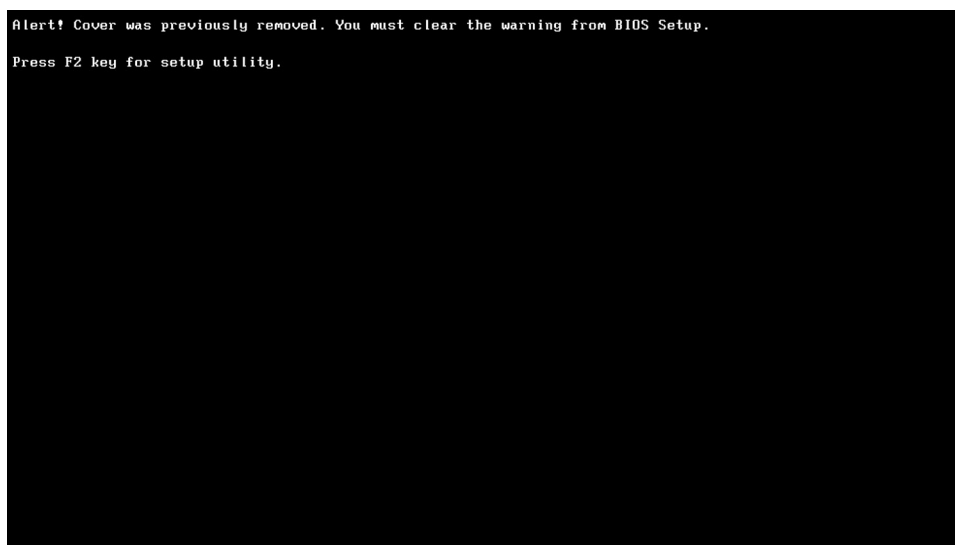 Alert! Cover was previously removed. You must clear the warning from BIOS Setup.
Press F2 key for setup utility.